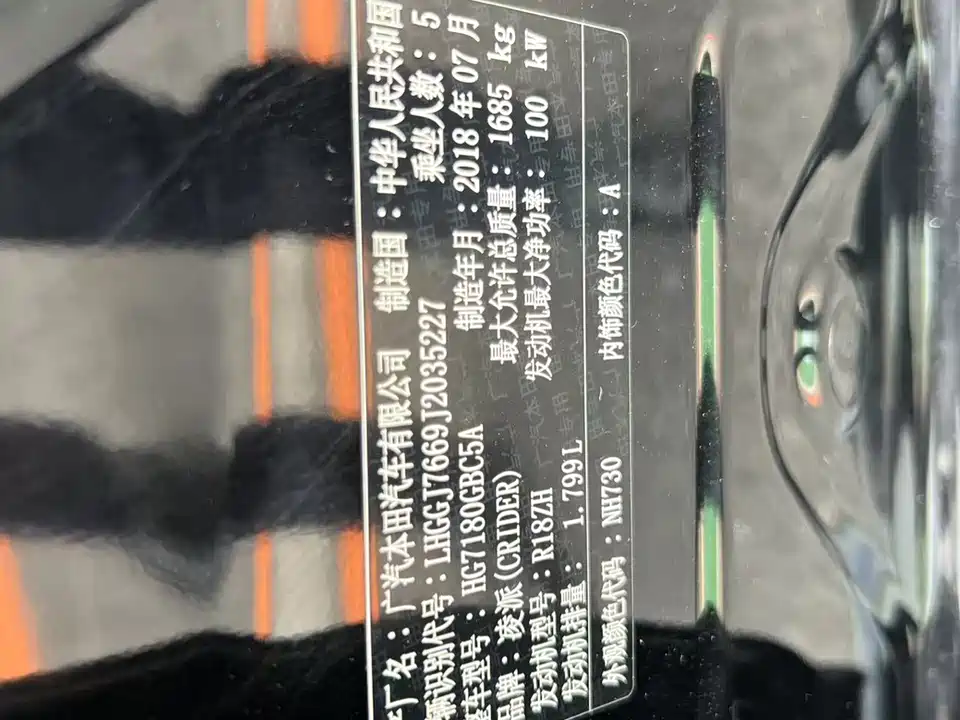 产厂名：广汽本田汽车有限公司 制造国：中华人民共和国
车辆识别代号：LHGGJ7669J2035227 乘坐人数：5
整车型号：HG7180GBC5A 制造年月：2018 年 07 月
品牌：凌派(CRIDER) 最大允许总质量：1685 kg
发动机型号：R18ZH 发动机最大净功率：100 kW
发动机排量：1.799L
外观颜色代码：NH730 内饰颜色代码：A